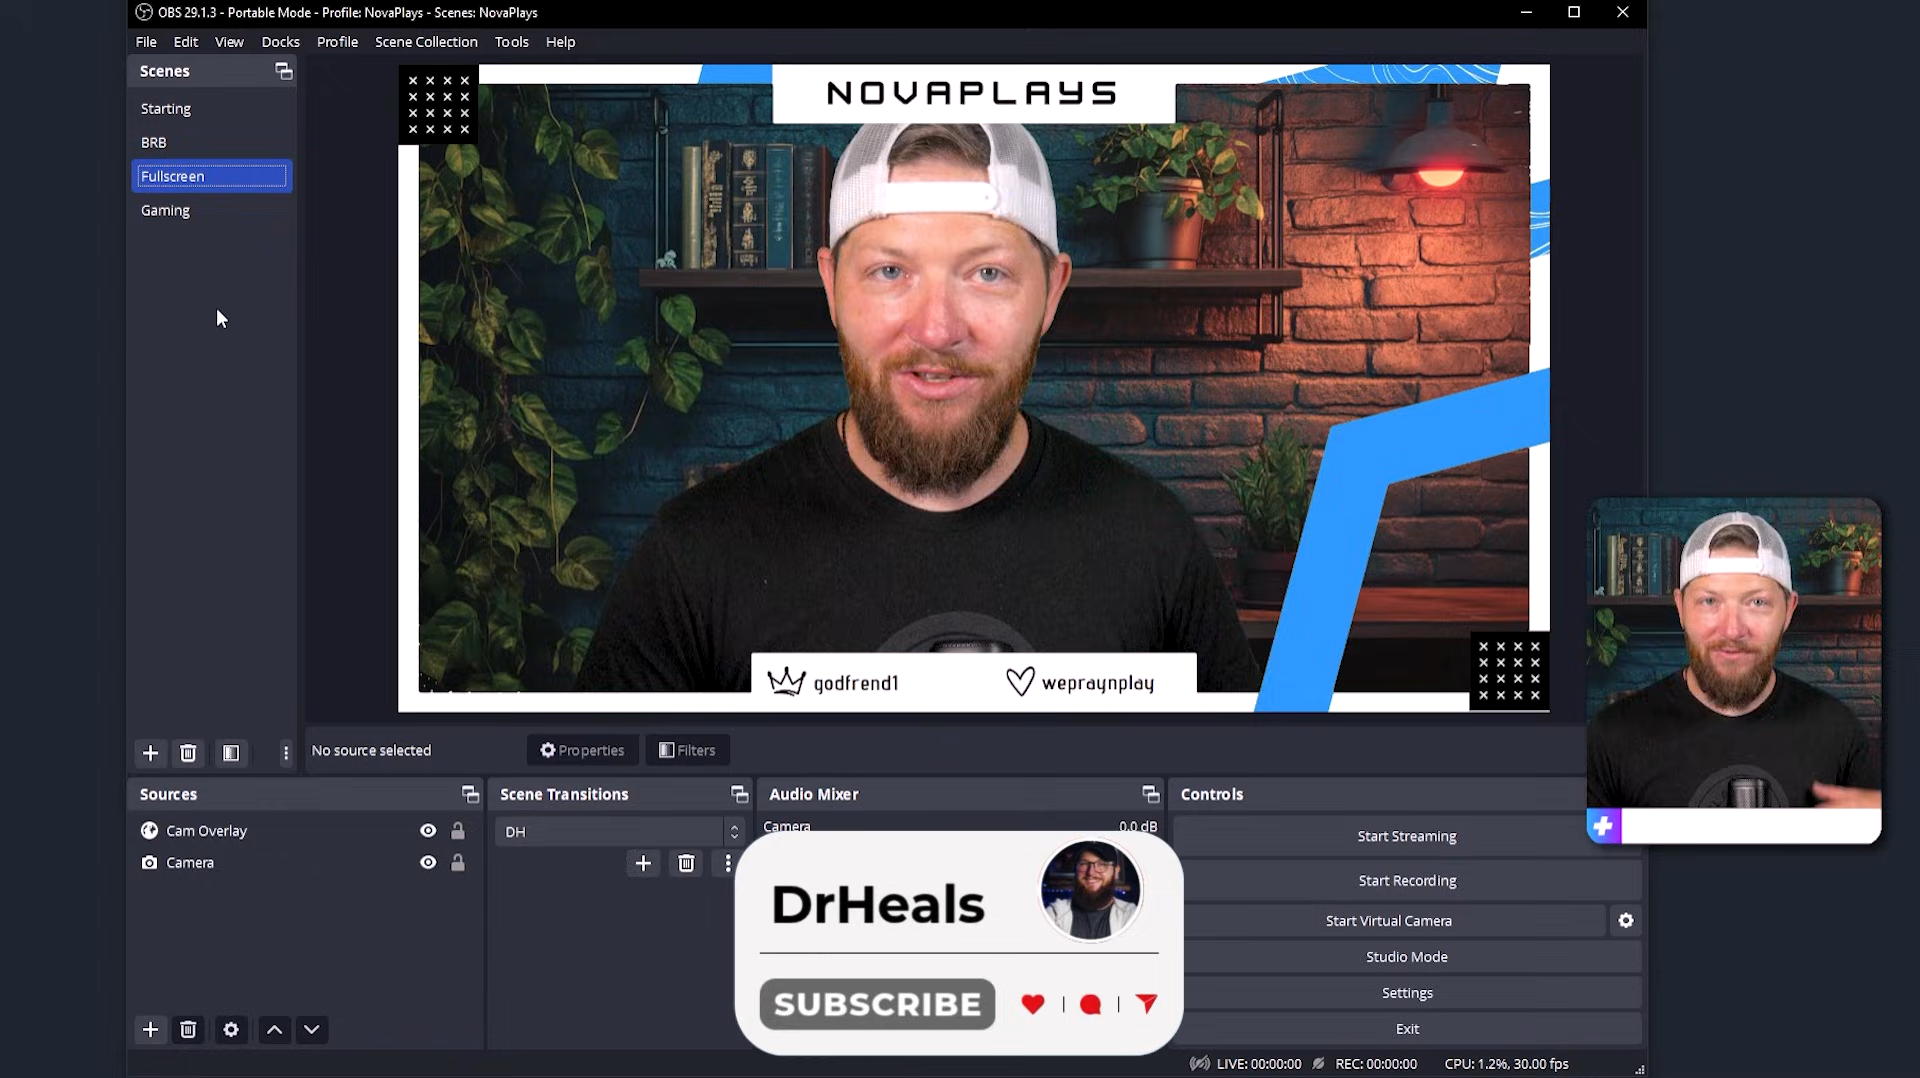 OBS 29.1.3 - Portable Mode - Profile: NovaPlays - Scenes: NovaPlays
File Edit View Docks Profile Scene Collection Tools Help
Scenes
Starting
BRB
Fullscreen
Gaming
NOVAPLAYS
godfrend1 wepraynplay
No source selected Properties Filters
Sources
Cam Overlay
Camera
Scene Transitions
DH
Audio Mixer
Camera 0.0 dB
DrHeals
SUBSCRIBE
Controls
Start Streaming
Start Recording
Start Virtual Camera
Studio Mode
Settings
Exit
LIVE: 00:00:00 REC: 00:00:00 CPU: 1.2%, 30.00 fps